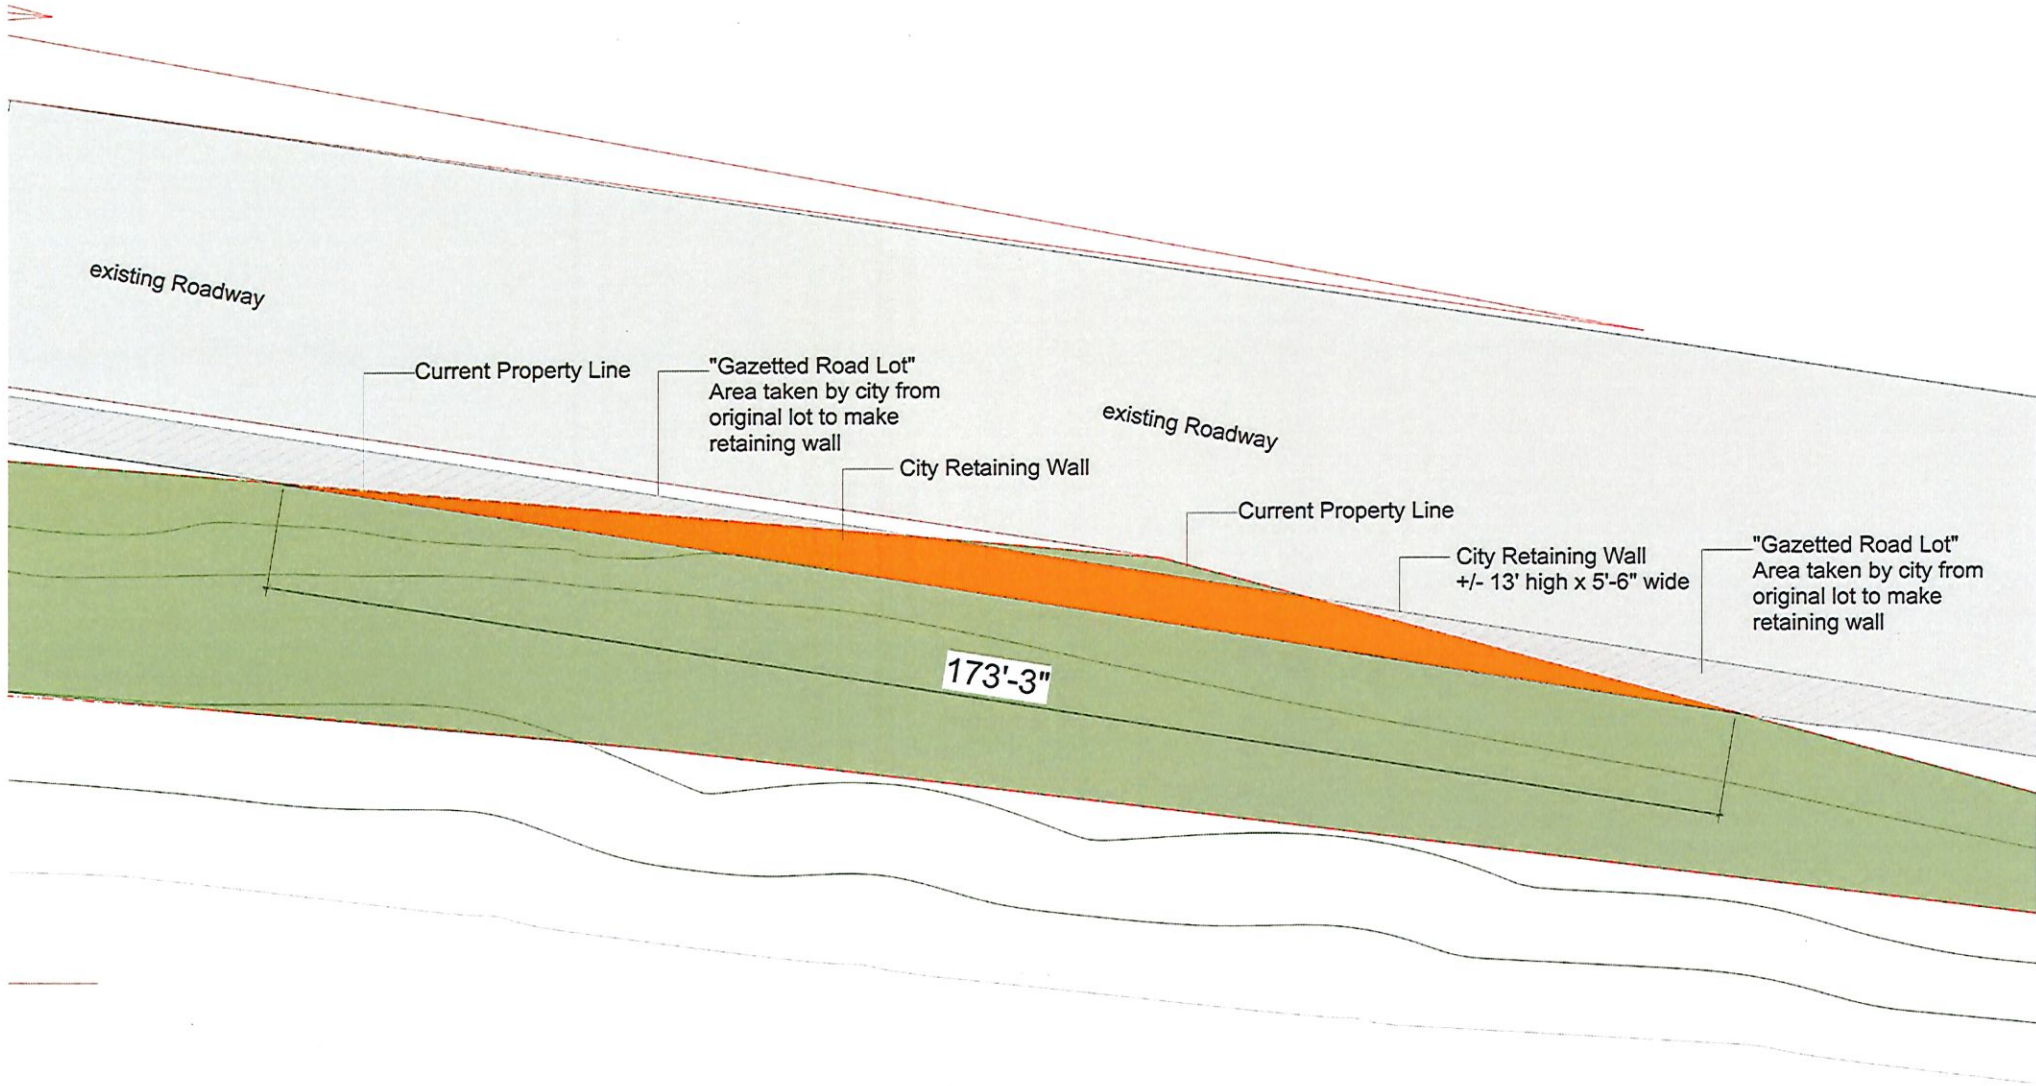 existing Roadway
Current Property Line
"Gazetted Road Lot"
Area taken by city from
original lot to make
retaining wall
City Retaining Wall
existing Roadway
Current Property Line
City Retaining Wall
+/- 13' high x 5'-6" wide
"Gazetted Road Lot"
Area taken by city from
original lot to make
retaining wall
173'-3"